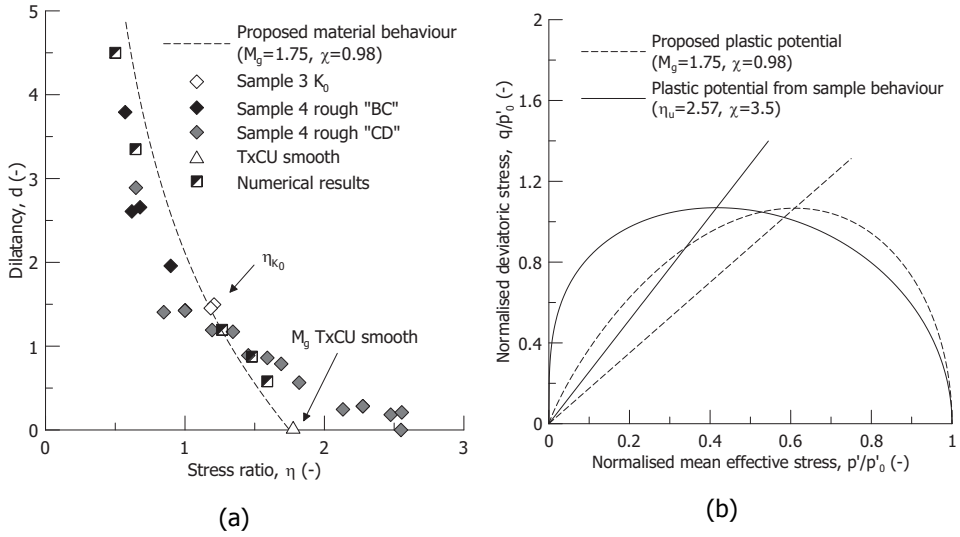 5
4
3
2
1
0
0
1
2
3
Dilatancy, d (-)
Stress ratio, η (-)
Proposed material behaviour
(Mg=1.75, χ=0.98)
Sample 3 K0
Sample 4 rough "BC"
Sample 4 rough "CD"
TxCU smooth
Numerical results
ηK0
Mg TxCU smooth
(a)
2
1.6
1.2
0.8
0.4
0
0
0.2
0.4
0.6
0.8
1
Normalised deviatoric stress, q/p'0 (-)
Normalised mean effective stress, p'/p'0 (-)
Proposed plastic potential
(Mg=1.75, χ=0.98)
Plastic potential from sample behaviour
(ηu=2.57, χ=3.5)
(b)